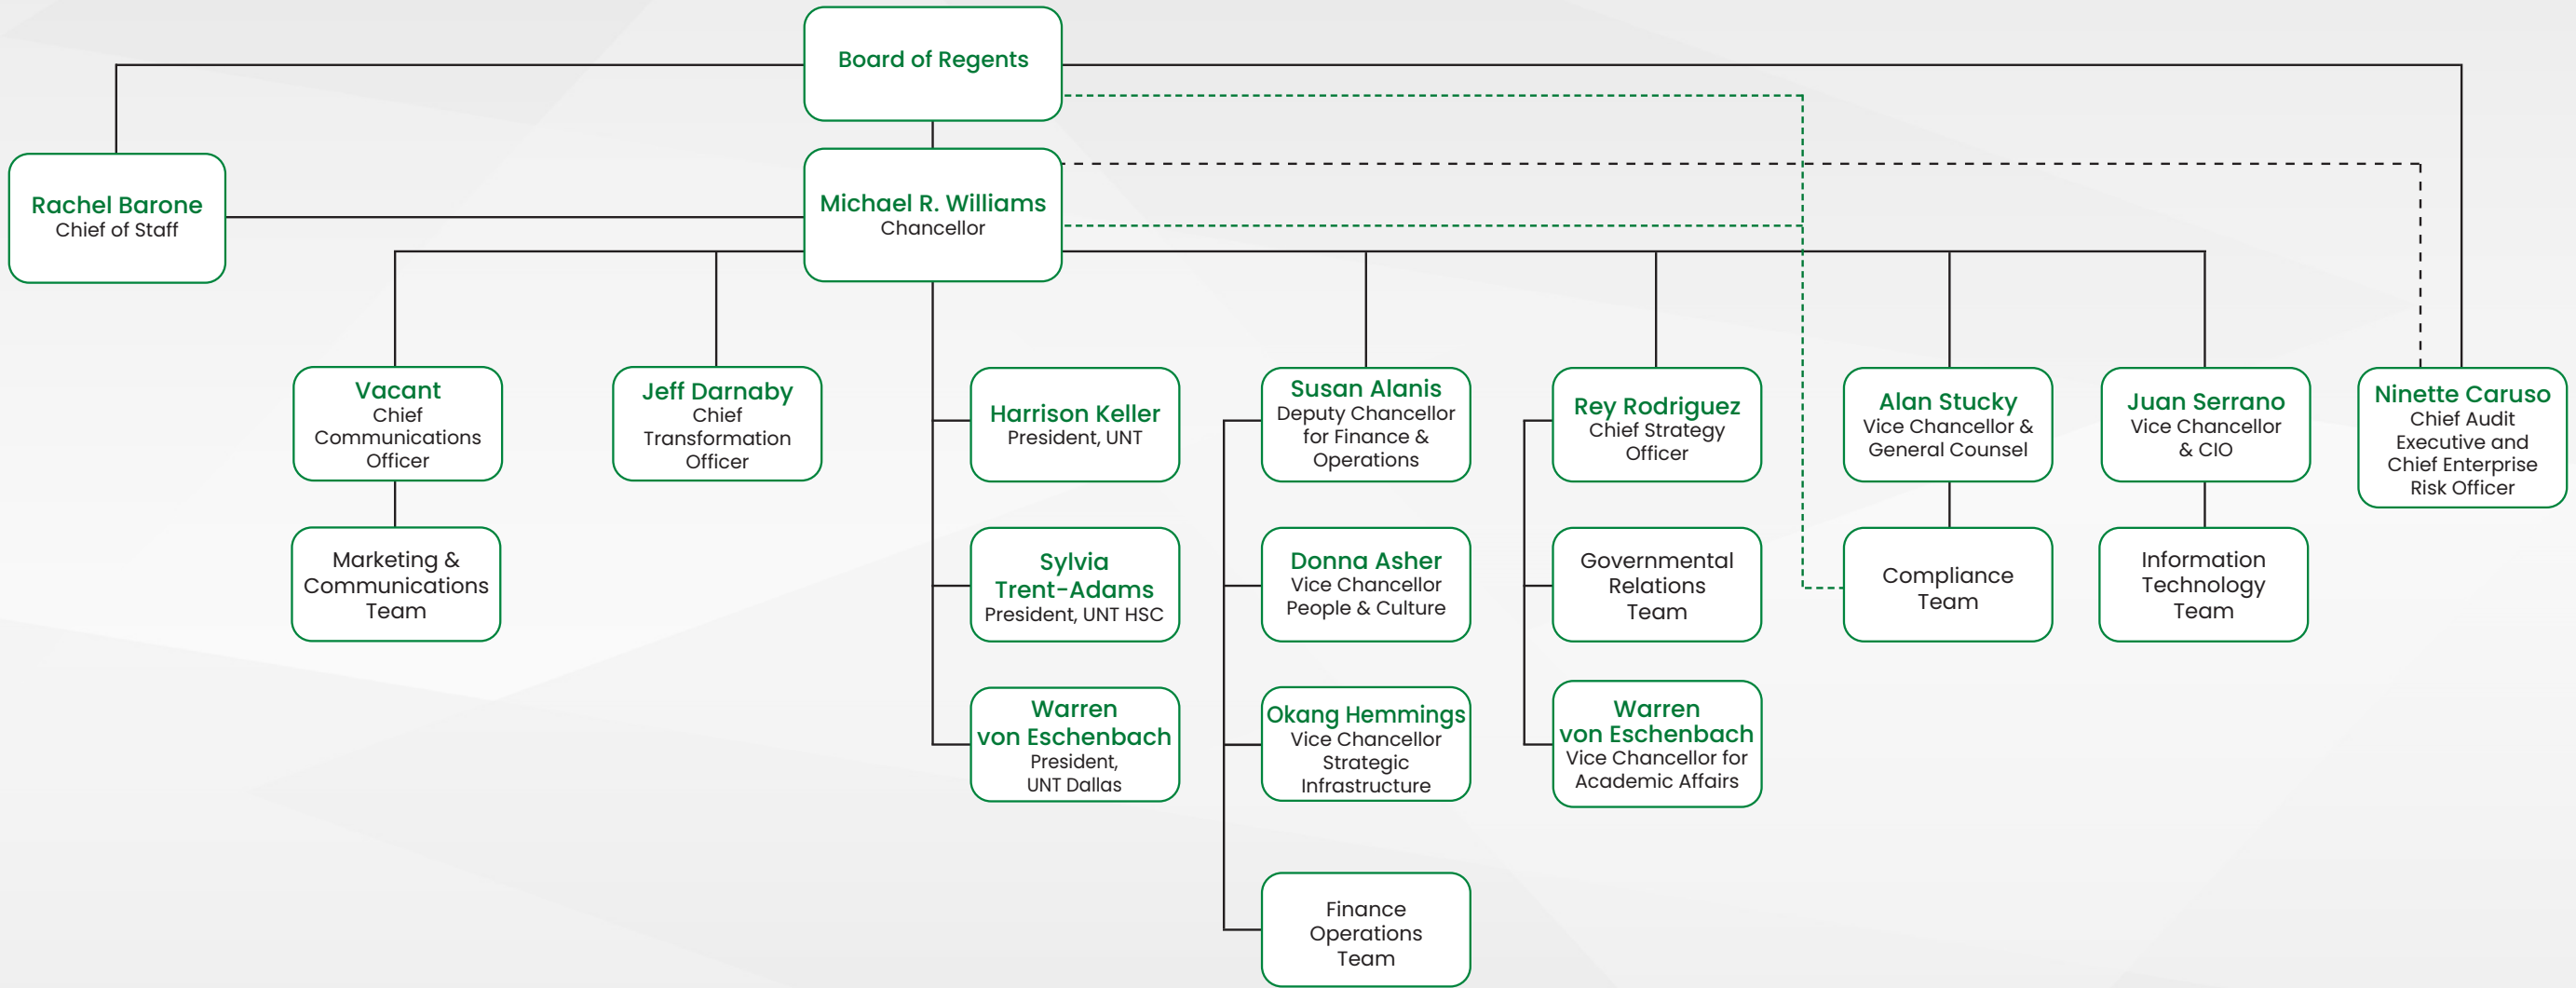 Board of Regents
Rachel Barone
Chief of Staff
Michael R. Williams
Chancellor
Vacant
Chief
Communications
Officer
Jeff Darnaby
Chief
Transformation
Officer
Harrison Keller
President, UNT
Susan Alanis
Deputy Chancellor
for Finance &
Operations
Rey Rodriguez
Chief Strategy
Officer
Alan Stucky
Vice Chancellor &
General Counsel
Juan Serrano
Vice Chancellor
& CIO
Ninette Caruso
Chief Audit
Executive and
Chief Enterprise
Risk Officer
Marketing &
Communications
Team
Sylvia
Trent-Adams
President, UNT HSC
Donna Asher
Vice Chancellor
People & Culture
Governmental
Relations
Team
Compliance
Team
Information
Technology
Team
Warren
von Eschenbach
President,
UNT Dallas
Okang Hemmings
Vice Chancellor
Strategic
Infrastructure
Warren
von Eschenbach
Vice Chancellor for
Academic Affairs
Finance
Operations
Team